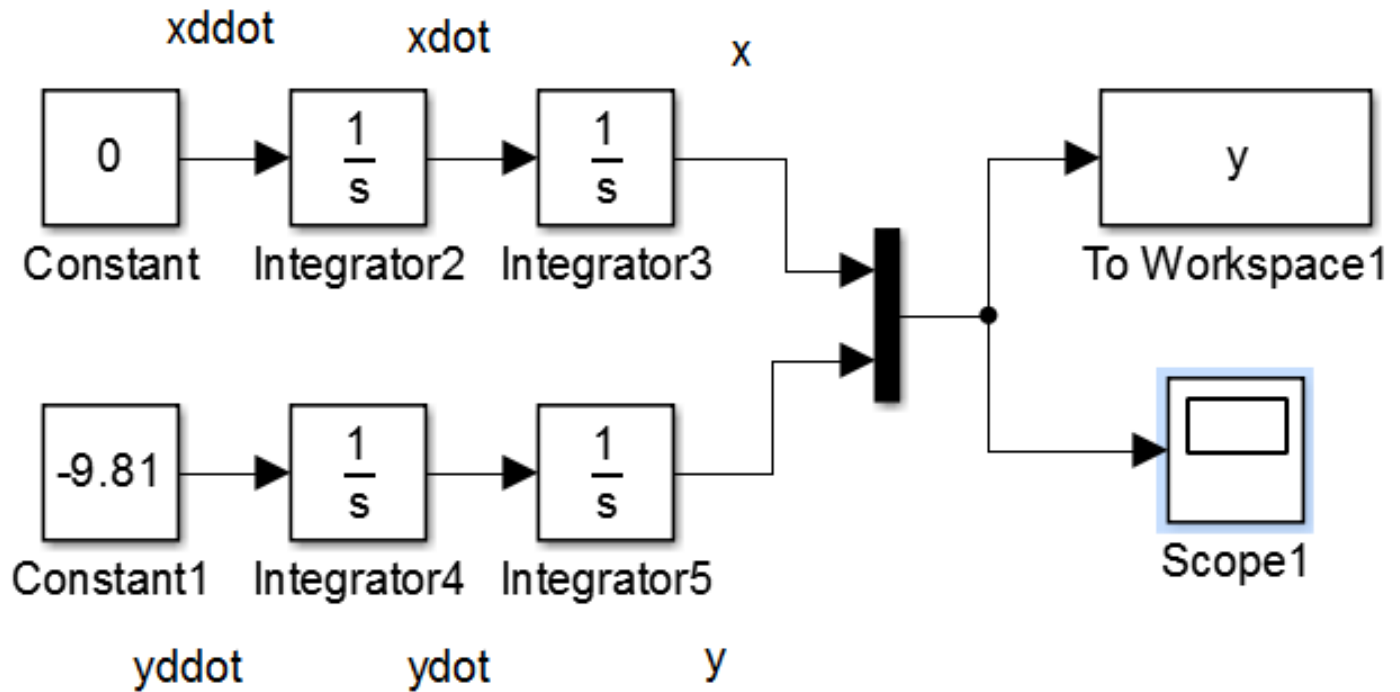 xddot
xdot
x
0
1
s
1
s
y
Constant
Integrator2
Integrator3
To Workspace1
-9.81
1
s
1
s
Constant1
Integrator4
Integrator5
Scope1
yddot
ydot
y